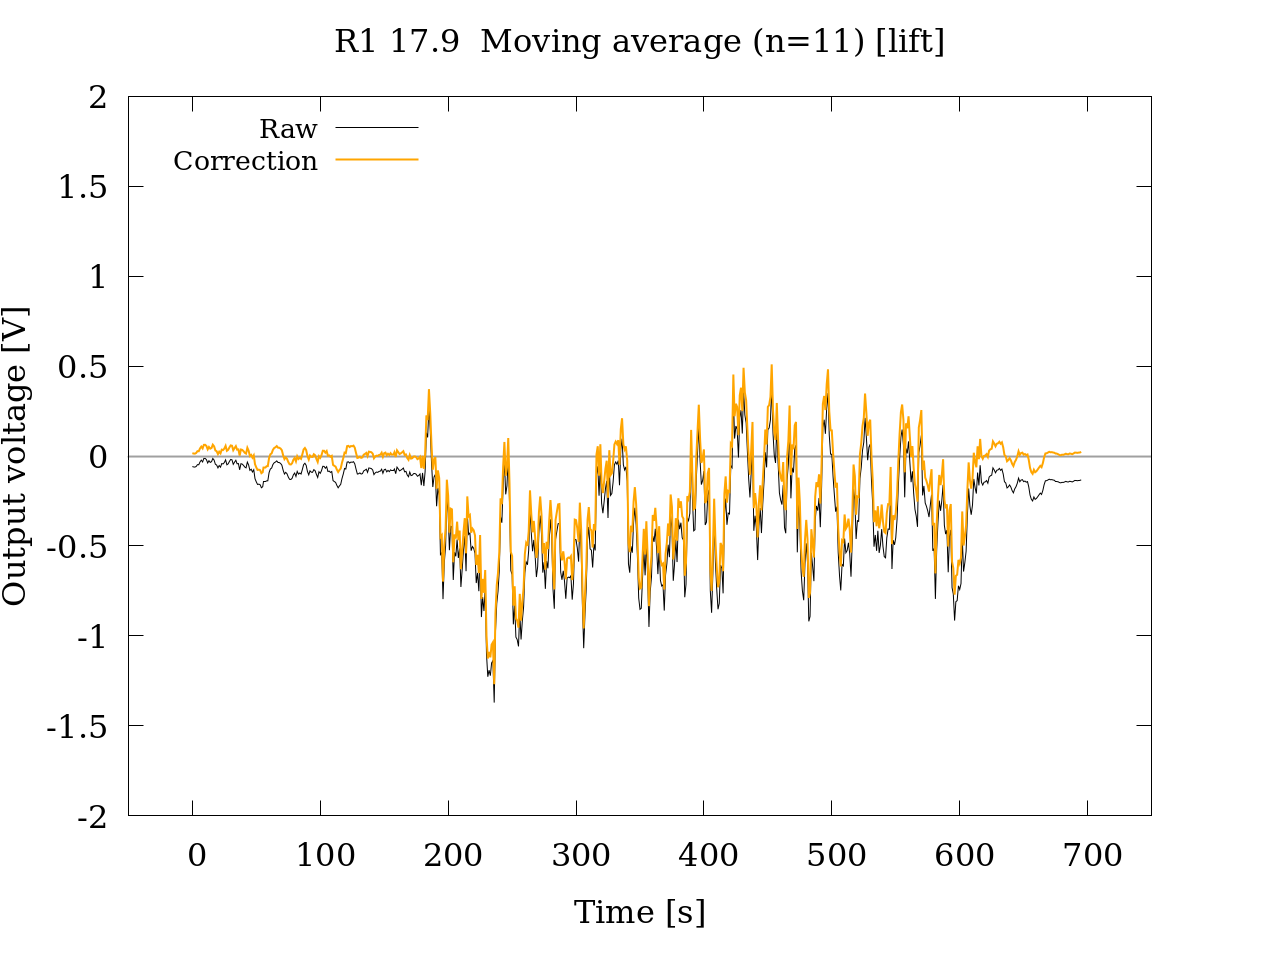 R1 17.9  Moving average (n=11) [lift]
Raw
Correction
Output voltage [V]
2
1.5
1
0.5
0
-0.5
-1
-1.5
-2
0 100 200 300 400 500 600 700
Time [s]